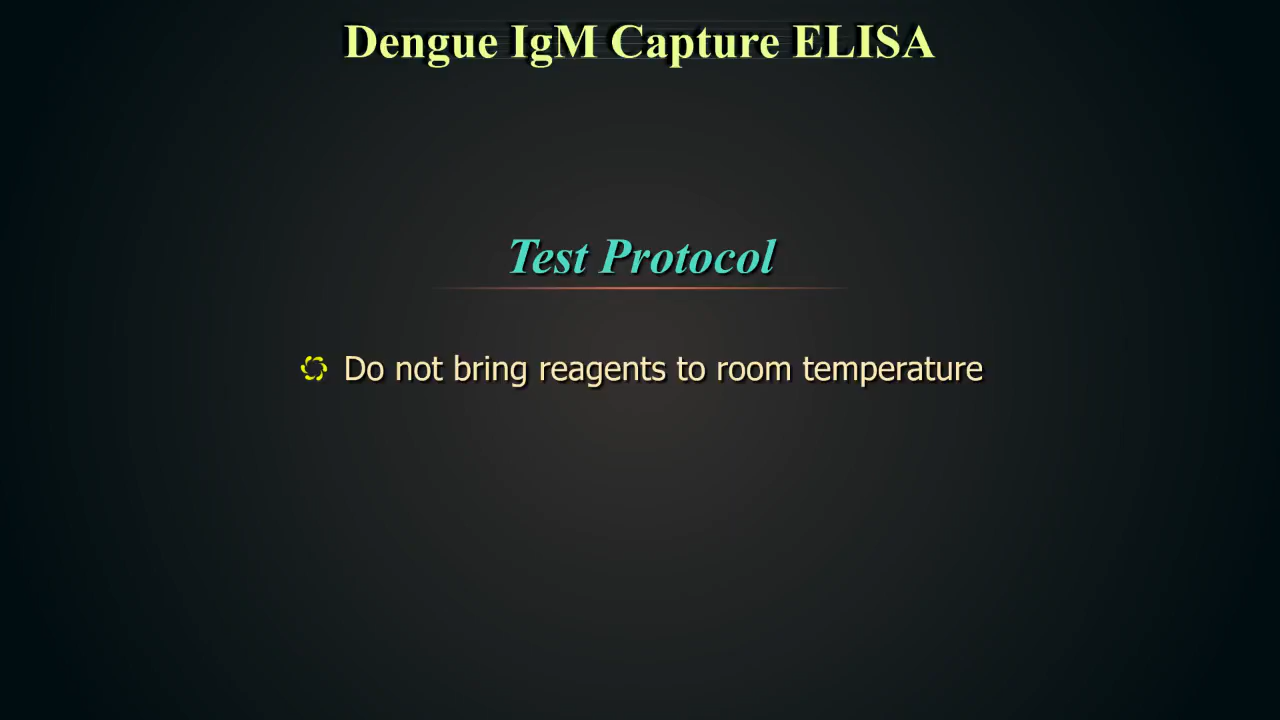 Dengue IgM Capture ELISA
Test Protocol
Do not bring reagents to room temperature